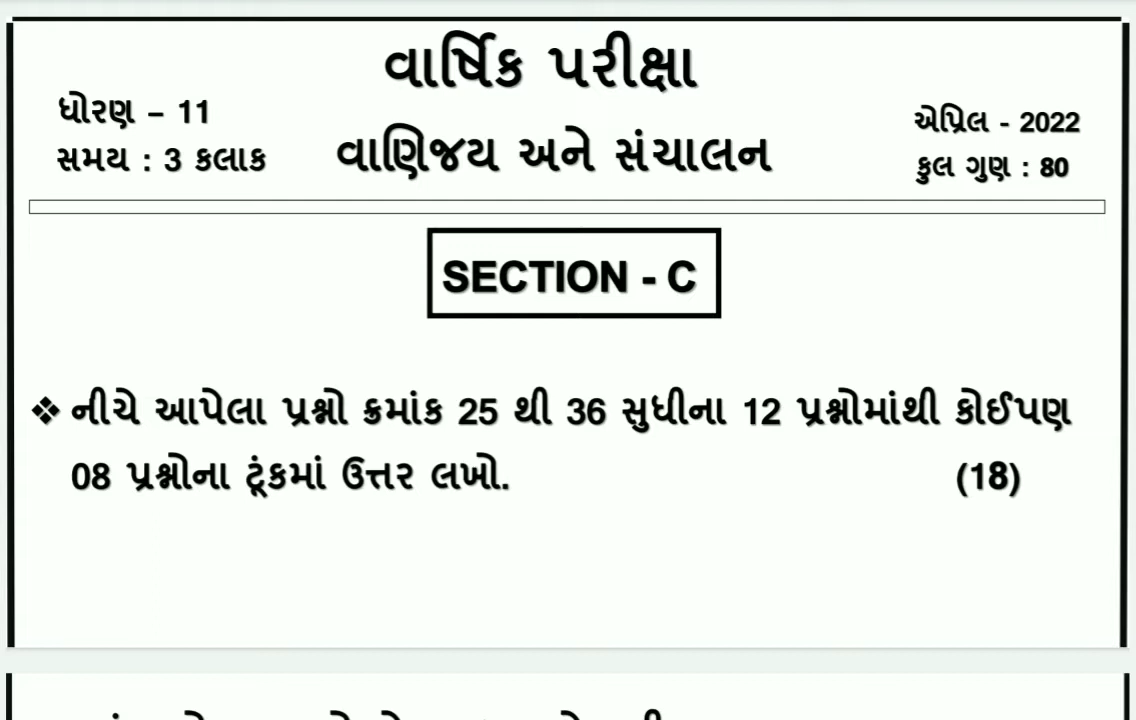 વાર્ષિક પરીક્ષા
ધોરણ – 11
એપ્રિલ - 2022
સમય : 3 કલાક
વાણિજય અને સંચાલન
કુલ ગુણ : 80
SECTION - C
❖ નીચે આપેલા પ્રશ્નો ક્રમાંક 25 થી 36 સુધીના 12 પ્રશ્નોમાંથી કોઈપણ
08 પ્રશ્નોના ટૂંકમાં ઉત્તર લખો. (18)